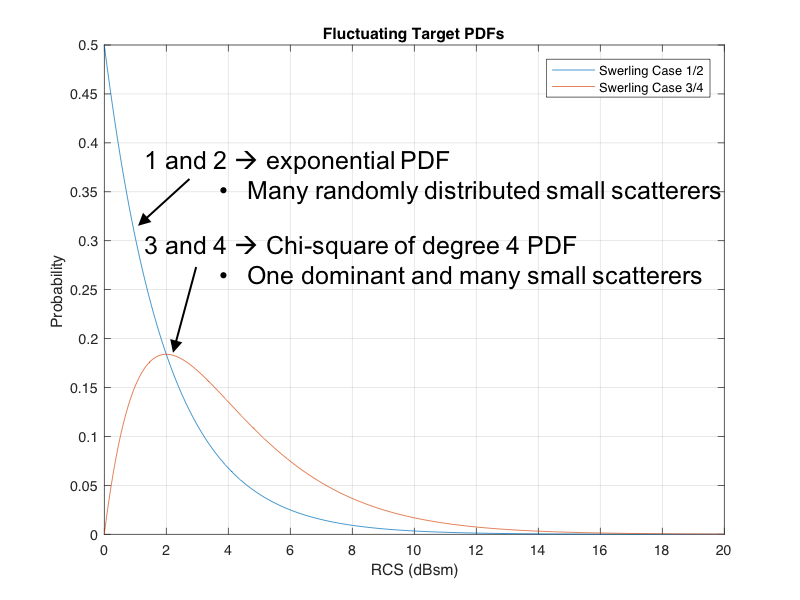 Fluctuating Target PDFs
Swerling Case 1/2
Swerling Case 3/4
1 and 2 → exponential PDF
• Many randomly distributed small scatterers
3 and 4 → Chi-square of degree 4 PDF
• One dominant and many small scatterers
Probability
0.5
0.45
0.4
0.35
0.3
0.25
0.2
0.15
0.1
0.05
0
0 2 4 6 8 10 12 14 16 18 20
RCS (dBsm)